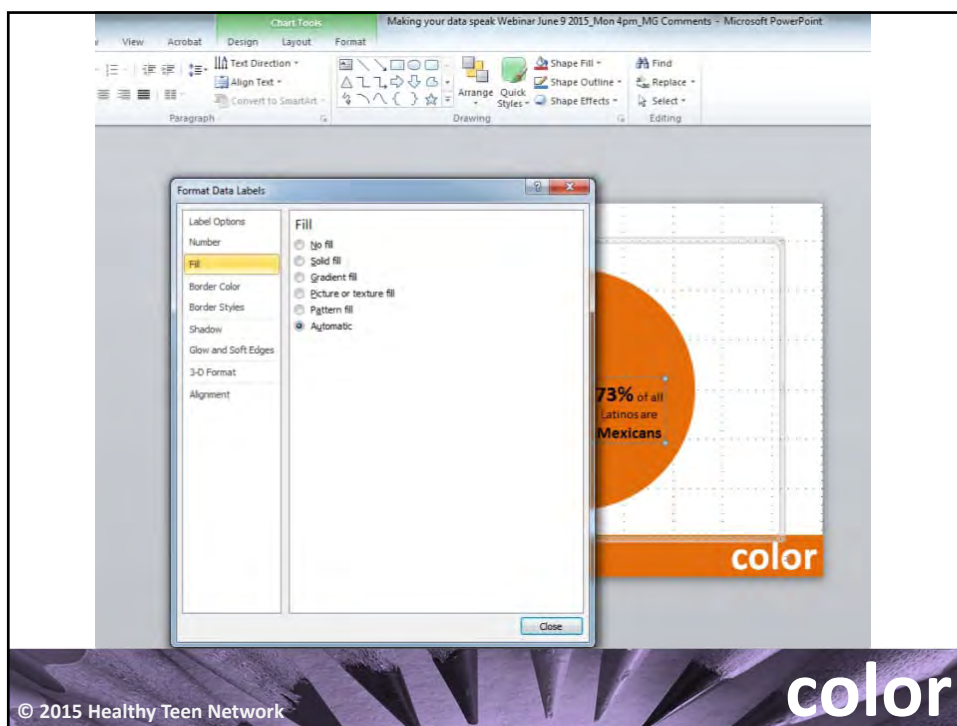 Chart Tools
Making your data speak Webinar June 9 2015_Mon 4pm_MG Comments - Microsoft PowerPoint
View Acrobat Design Layout Format
Text Direction
Align Text
Convert to SmartArt
Paragraph
Arrange
Quick Styles
Shape Fill
Shape Outline
Shape Effects
Drawing
Find
Replace
Select
Editing
Format Data Labels
Label Options
Number
Fill
Border Color
Border Styles
Shadow
Glow and Soft Edges
3-D Format
Alignment
Fill
No fill
Solid fill
Gradient fill
Picture or texture fill
Pattern fill
Automatic
Close
73% of all
Latinos are
Mexicans
color
© 2015 Healthy Teen Network
color